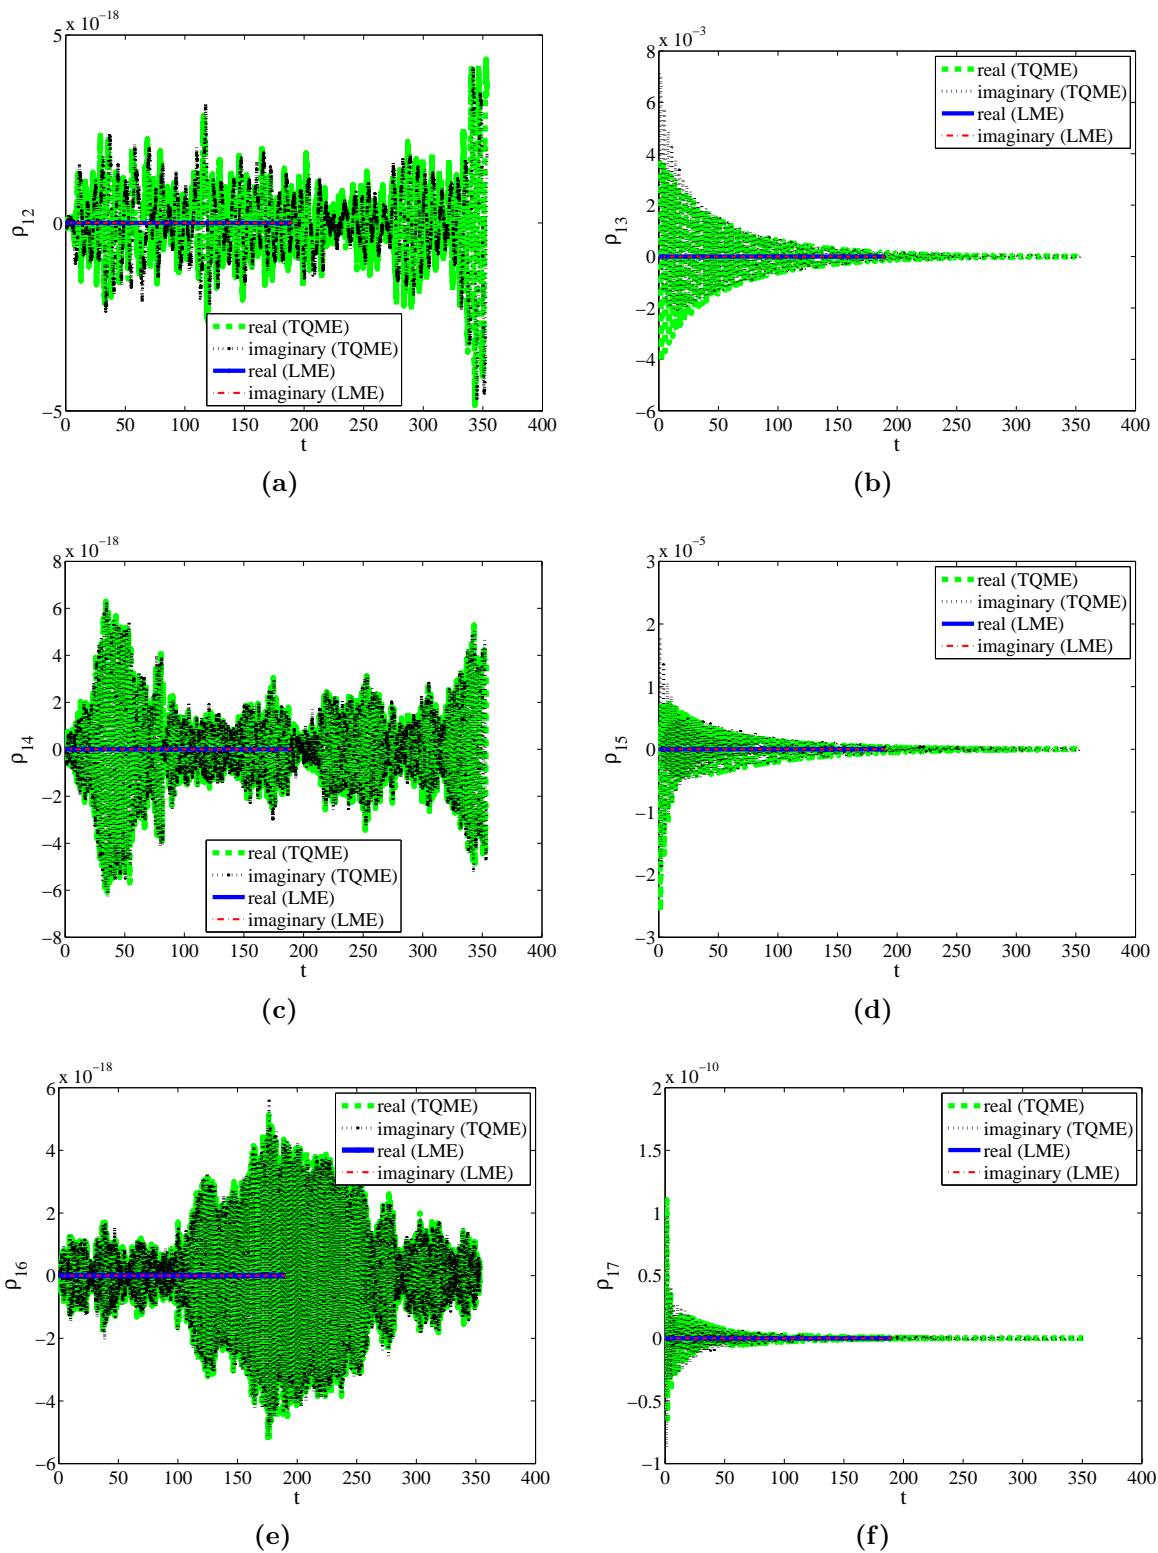 x 10⁻¹⁸
5
0
−5
ρ₁₂
real (TQME)
imaginary (TQME)
real (LME)
imaginary (LME)
0 50 100 150 200 250 300 350 400
t
(a)
x 10⁻³
8
6
4
2
0
−2
−4
−6
ρ₁₃
real (TQME)
imaginary (TQME)
real (LME)
imaginary (LME)
0 50 100 150 200 250 300 350 400
t
(b)
x 10⁻¹⁸
8
6
4
2
0
−2
−4
−6
−8
ρ₁₄
real (TQME)
imaginary (TQME)
real (LME)
imaginary (LME)
0 50 100 150 200 250 300 350 400
t
(c)
x 10⁻⁵
3
2
1
0
−1
−2
−3
ρ₁₅
real (TQME)
imaginary (TQME)
real (LME)
imaginary (LME)
0 50 100 150 200 250 300 350 400
t
(d)
x 10⁻¹⁸
6
4
2
0
−2
−4
−6
ρ₁₆
real (TQME)
imaginary (TQME)
real (LME)
imaginary (LME)
0 50 100 150 200 250 300 350 400
t
(e)
x 10⁻¹⁰
2
1.5
1
0.5
0
−0.5
−1
ρ₁₇
real (TQME)
imaginary (TQME)
real (LME)
imaginary (LME)
0 50 100 150 200 250 300 350 400
t
(f)